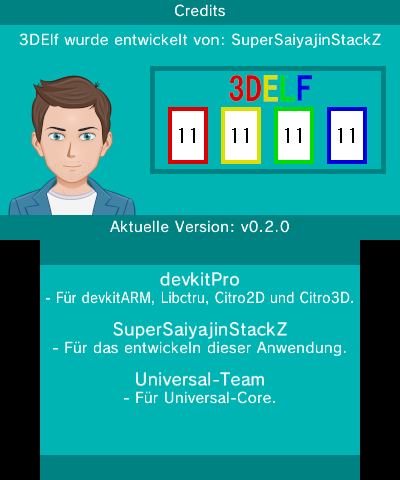 Credits
3DElf wurde entwickelt von: SuperSaiyajinStackZ
3DELF
11 11 11 11
Aktuelle Version: v0.2.0
devkitPro
- Für devkitARM, Libctru, Citro2D und Citro3D.
SuperSaiyajinStackZ
- Für das entwickeln dieser Anwendung.
Universal-Team
- Für Universal-Core.